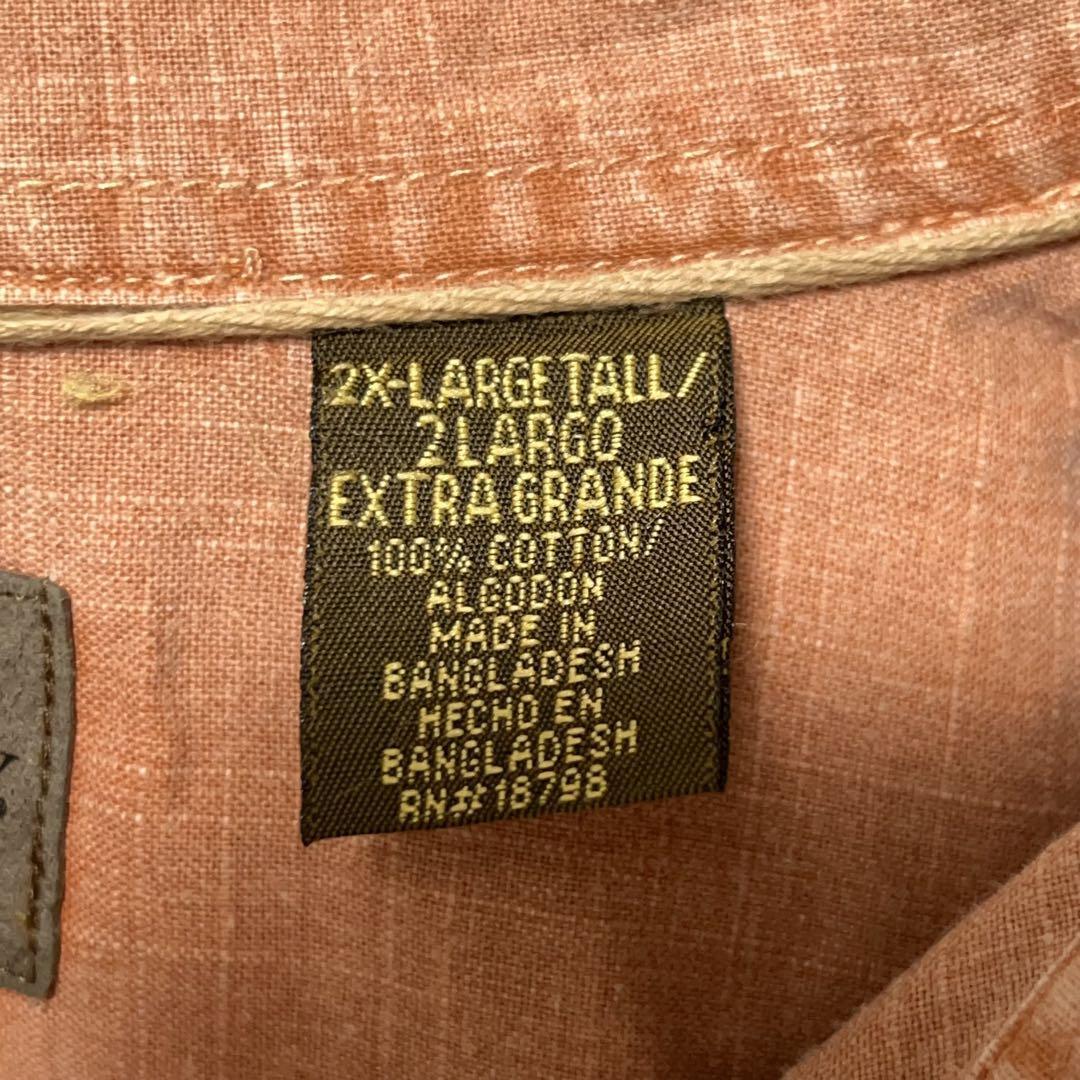 2X-LARGE TALL/
2 LARGO
EXTRA GRANDE
100% COTTON/
ALGODON
MADE IN
BANGLADESH
HECHO EN
BANGLADESH
RN#18798